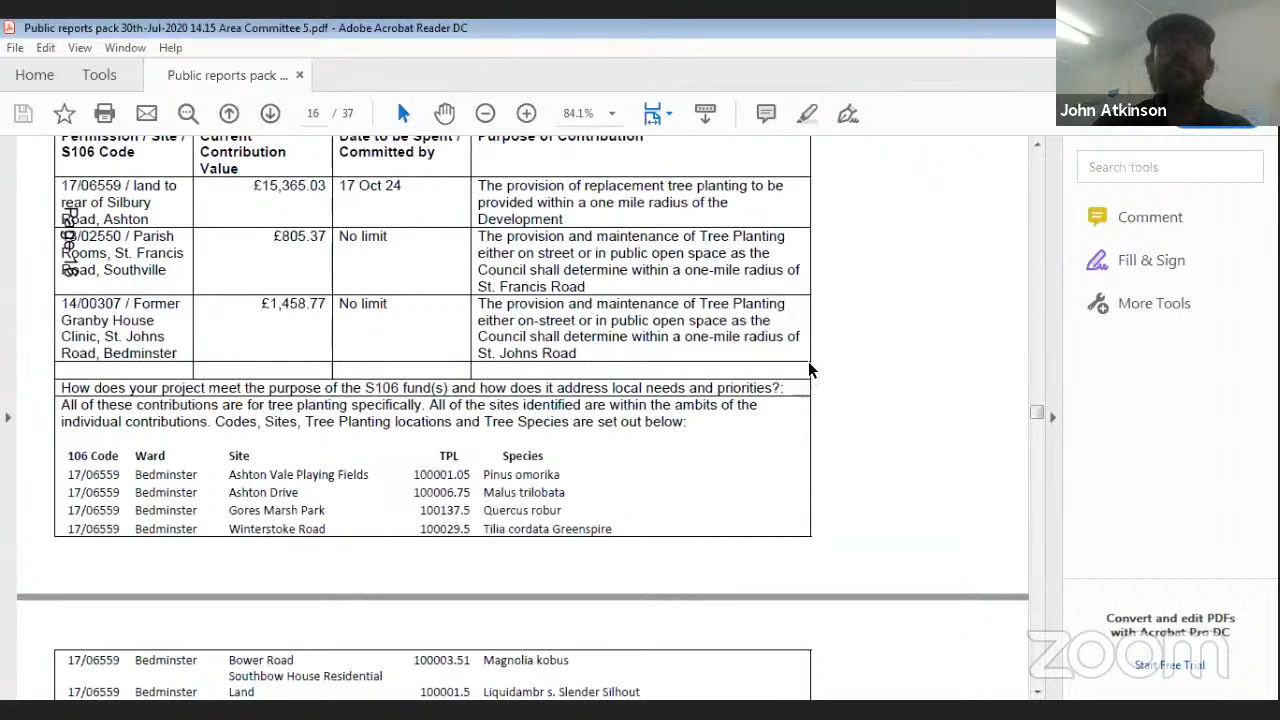 Public reports pack 30th-Jul-2020 14.15 Area Committee 5.pdf - Adobe Acrobat Reader DC
File Edit View Window Help
Home Tools Public reports pack ... ×
16 / 37 84.1%
John Atkinson
Search tools
Comment
Fill & Sign
More Tools
Permission / Site / Current Date to be Spent / Purpose of Contribution
S106 Code Contribution Committed by
Value
17/06559 / land to £15,365.03 17 Oct 24 The provision of replacement tree planting to be
rear of Silbury provided within a one mile radius of the
Road, Ashton Development
/02550 / Parish £805.37 No limit The provision and maintenance of Tree Planting
Rooms, St. Francis either on street or in public open space as the
Road, Southville Council shall determine within a one-mile radius of
St. Francis Road
Page 18
14/00307 / Former £1,458.77 No limit The provision and maintenance of Tree Planting
Granby House either on-street or in public open space as the
Clinic, St. Johns Council shall determine within a one-mile radius of
Road, Bedminster St. Johns Road
How does your project meet the purpose of the S106 fund(s) and how does it address local needs and priorities?:
All of these contributions are for tree planting specifically. All of the sites identified are within the ambits of the
individual contributions. Codes, Sites, Tree Planting locations and Tree Species are set out below:
106 Code Ward Site TPL Species
17/06559 Bedminster Ashton Vale Playing Fields 100001.05 Pinus omorika
17/06559 Bedminster Ashton Drive 100006.75 Malus trilobata
17/06559 Bedminster Gores Marsh Park 100137.5 Quercus robur
17/06559 Bedminster Winterstoke Road 100029.5 Tilia cordata Greenspire
17/06559 Bedminster Bower Road 100003.51 Magnolia kobus
Southbow House Residential
17/06559 Bedminster Land 100001.5 Liquidambr s. Slender Silhout
Convert and edit PDFs
with Acrobat Pro DC
Start Free Trial
zoom